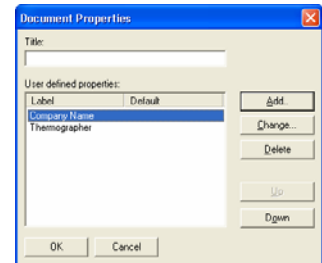 Document Properties
Title:
User defined properties:
Label Default
Company Name
Thermographer
Add..
Change...
Delete
Up
Down
OK Cancel